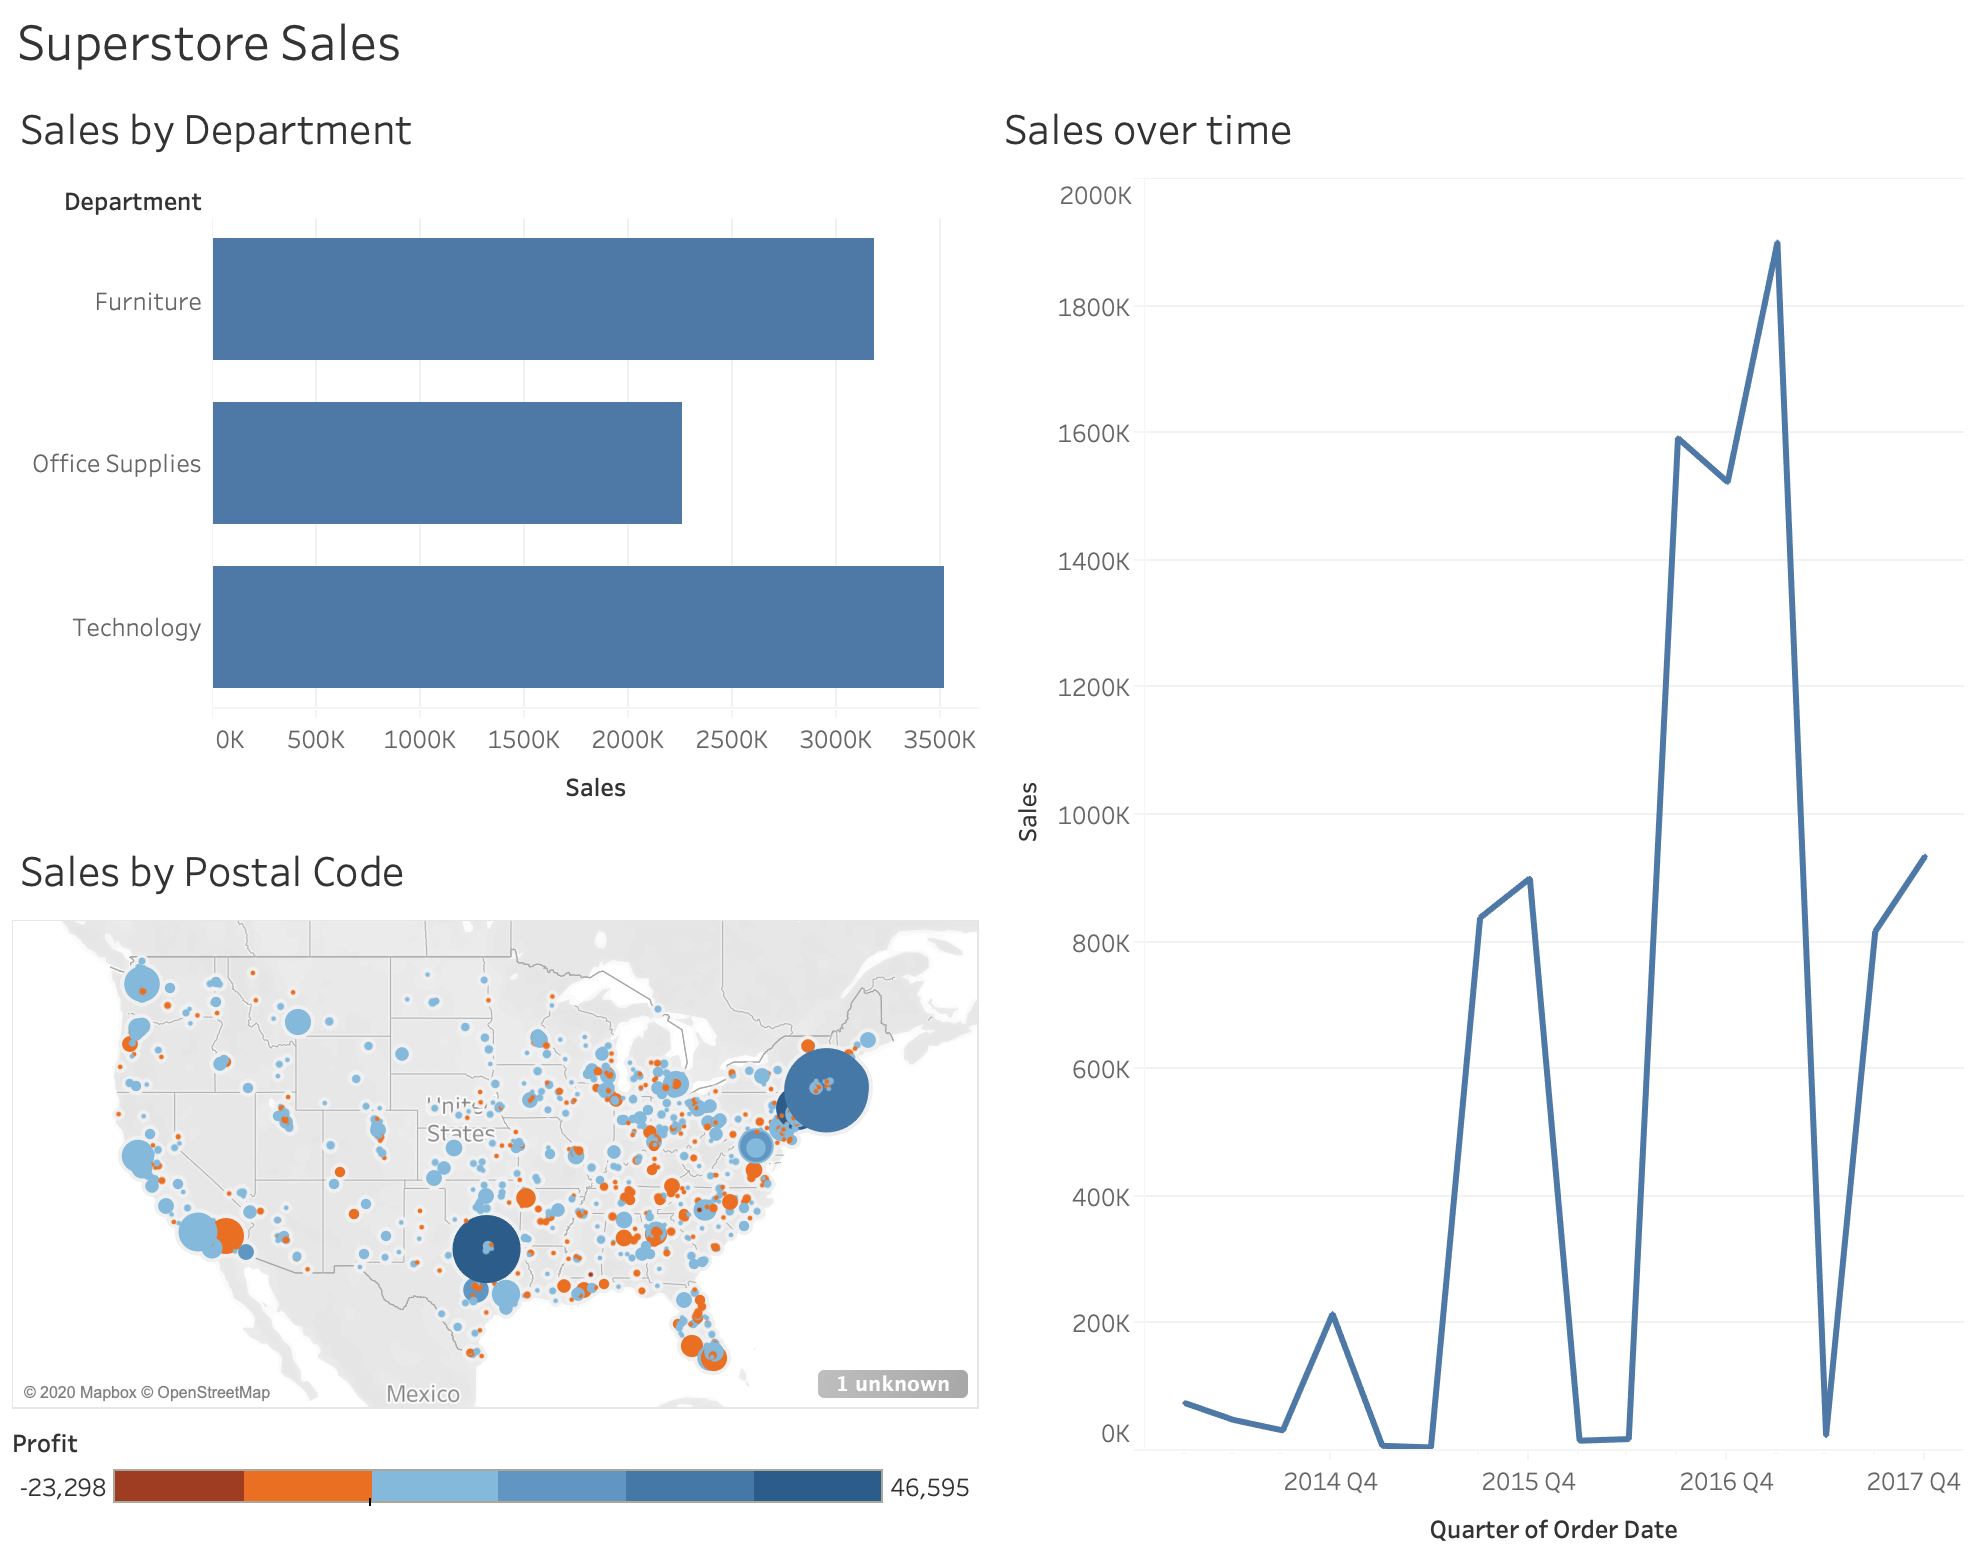 Superstore Sales
Sales by Department
Department
Furniture
Office Supplies
Technology
0K 500K 1000K 1500K 2000K 2500K 3000K 3500K
Sales
Sales by Postal Code
United
States
Mexico
© 2020 Mapbox © OpenStreetMap
1 unknown
Profit
-23,298 46,595
Sales over time
2000K
1800K
1600K
1400K
1200K
1000K
800K
600K
400K
200K
0K
Sales
2014 Q4 2015 Q4 2016 Q4 2017 Q4
Quarter of Order Date